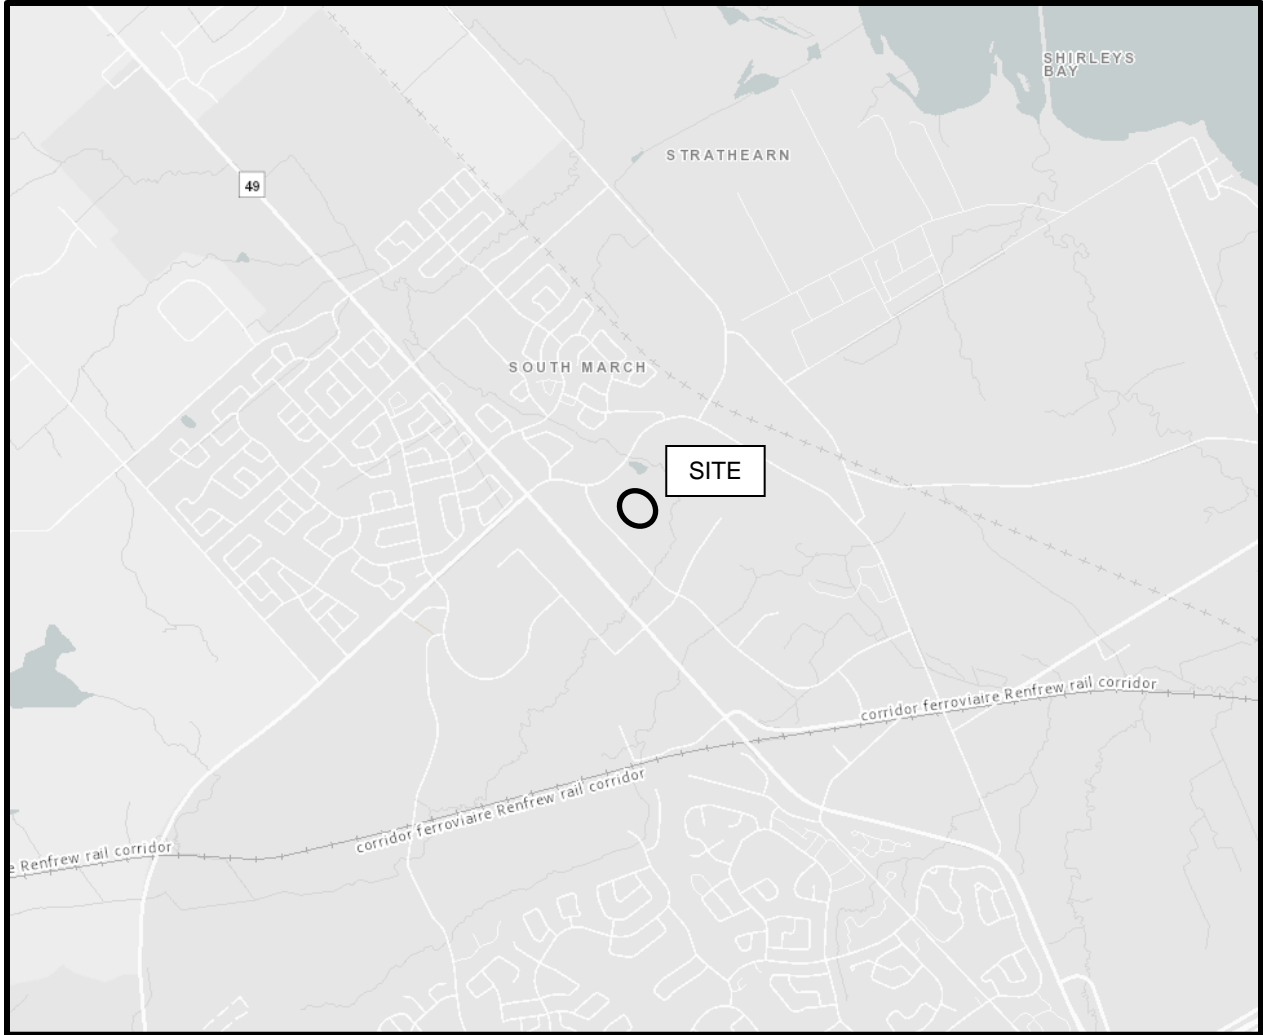 SHIRLEYS
BAY
STRATHEARN
49
SOUTH MARCH
SITE
corridor ferroviaire Renfrew rail corridor
corridor ferroviaire Renfrew rail corridor
e Renfrew rail corridor